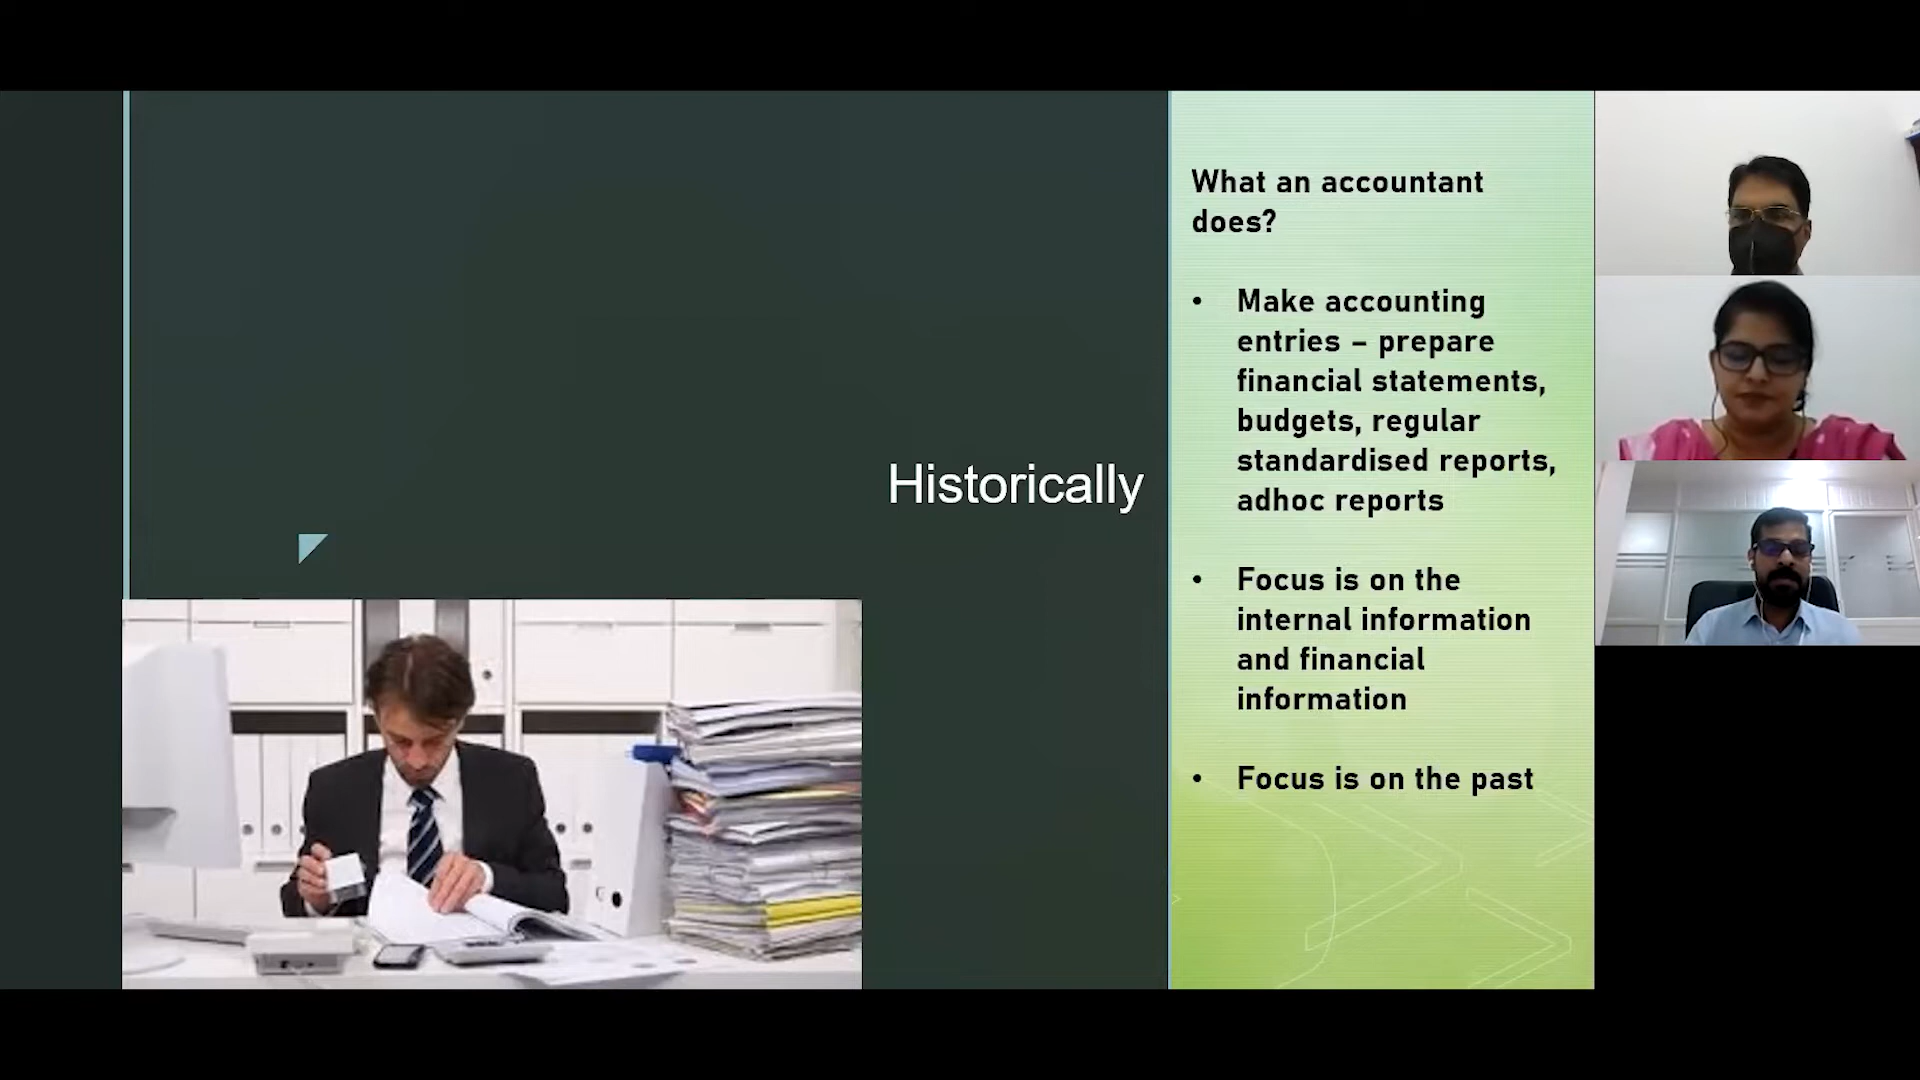 Historically
What an accountant
does?
• Make accounting
entries – prepare
financial statements,
budgets, regular
standardised reports,
adhoc reports
• Focus is on the
internal information
and financial
information
• Focus is on the past